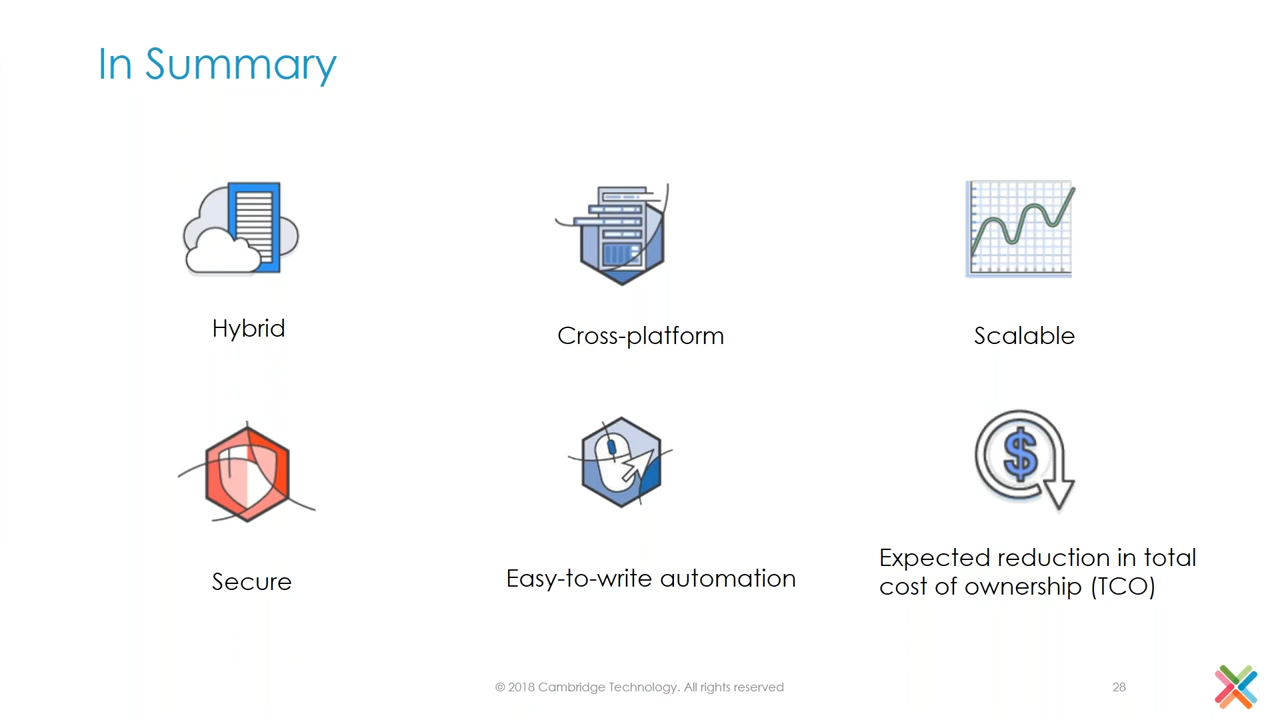 In Summary
Hybrid
Cross-platform
Scalable
Secure
Easy-to-write automation
Expected reduction in total
cost of ownership (TCO)
© 2018 Cambridge Technology. All rights reserved
28